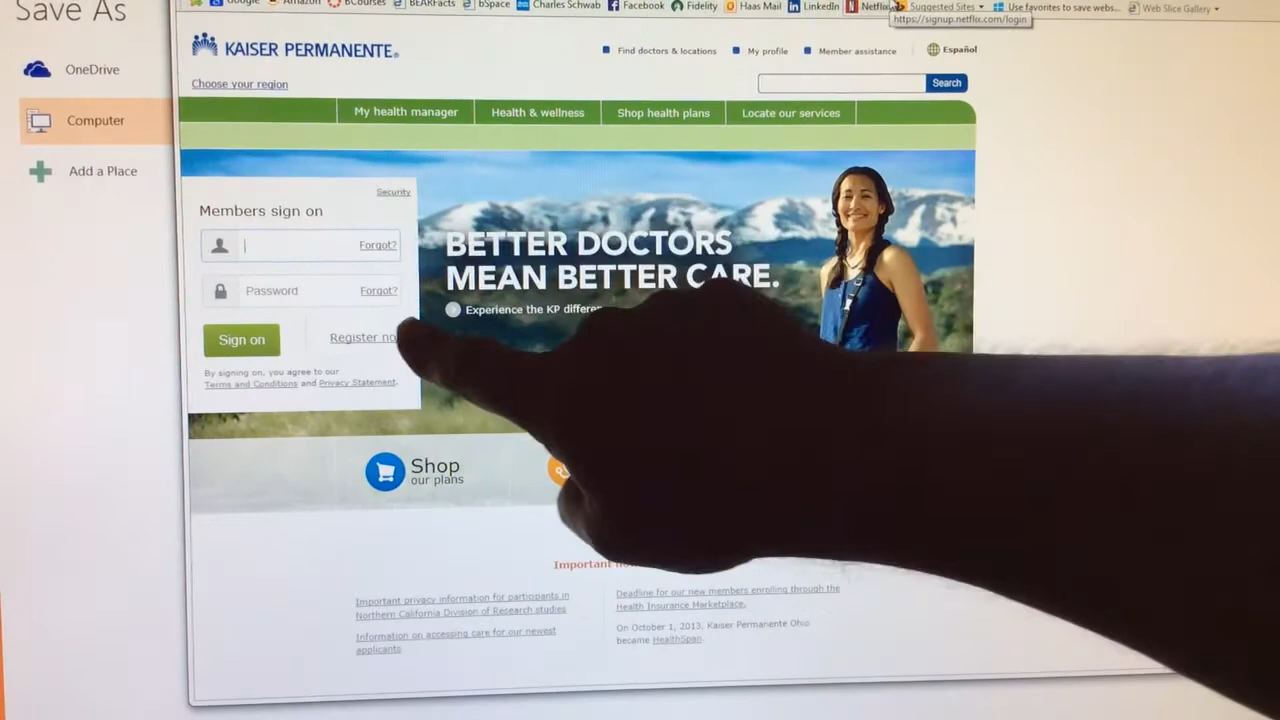 Save As
OneDrive
Computer
Add a Place
Google
Amazon
BCourses
BEARFacts
bSpace
Charles Schwab
Facebook
Fidelity
Haas Mail
LinkedIn
Netflix
Suggested Sites
Use favorites to save webs...
Web Slice Gallery
https://signup.netflix.com/login
KAISER PERMANENTE®
Find doctors & locations
My profile
Member assistance
Español
Choose your region
Search
My health manager
Health & wellness
Shop health plans
Locate our services
Security
Members sign on
Forgot?
Password
Forgot?
Sign on
Register no
By signing on, you agree to our
Terms and Conditions and Privacy Statement.
BETTER DOCTORS
MEAN BETTER CARE.
Experience the KP differe
Shop
our plans
Important
Important privacy information for participants in
Northern California Division of Research studies
Information on accessing care for our newest
applicants
Deadline for our new members enrolling through the
Health Insurance Marketplace.
On October 1, 2013, Kaiser Permanente Ohio
became HealthSpan.